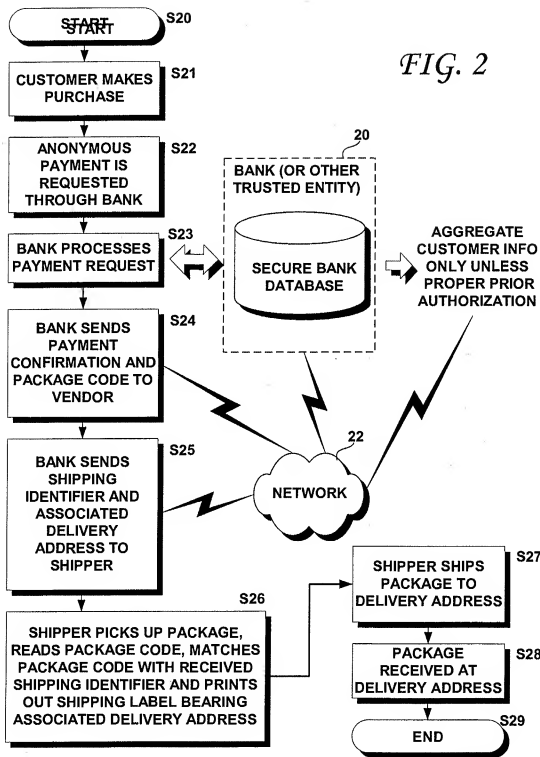 START
START
S20
FIG. 2
CUSTOMER MAKES
PURCHASE
S21
ANONYMOUS
PAYMENT IS
REQUESTED
THROUGH BANK
S22
BANK PROCESSES
PAYMENT REQUEST
S23
20
BANK (OR OTHER
TRUSTED ENTITY)
SECURE BANK
DATABASE
AGGREGATE
CUSTOMER INFO
ONLY UNLESS
PROPER PRIOR
AUTHORIZATION
BANK SENDS
PAYMENT
CONFIRMATION AND
PACKAGE CODE TO
VENDOR
S24
BANK SENDS
SHIPPING
IDENTIFIER AND
ASSOCIATED
DELIVERY
ADDRESS TO
SHIPPER
S25
22
NETWORK
SHIPPER PICKS UP PACKAGE,
READS PACKAGE CODE, MATCHES
PACKAGE CODE WITH RECEIVED
SHIPPING IDENTIFIER AND PRINTS
OUT SHIPPING LABEL BEARING
ASSOCIATED DELIVERY ADDRESS
S26
SHIPPER SHIPS
PACKAGE TO
DELIVERY ADDRESS
S27
PACKAGE
RECEIVED AT
DELIVERY ADDRESS
S28
END
S29